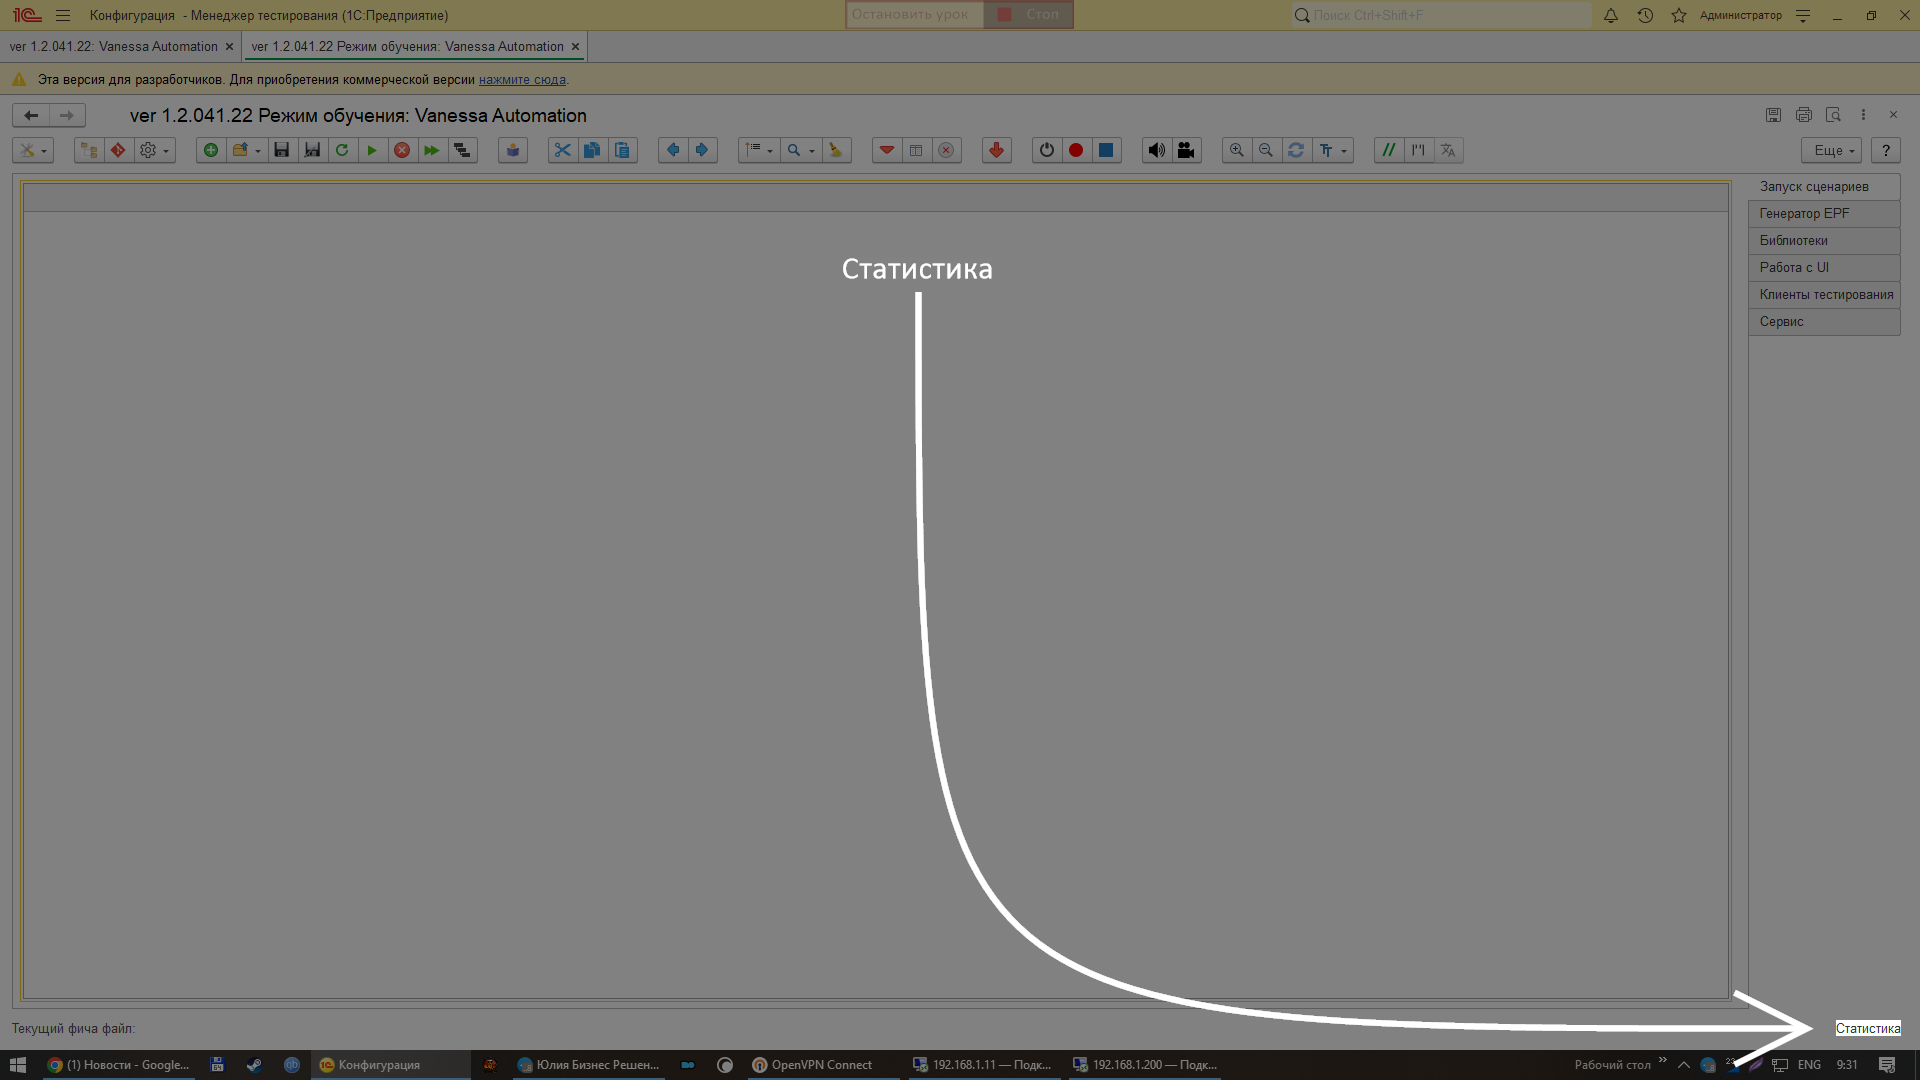 Конфигурация - Менеджер тестирования (1С:Предприятие)
Остановить урок
Стоп
Поиск Ctrl+Shift+F
Администратор
ver 1.2.041.22: Vanessa Automation
ver 1.2.041.22 Режим обучения: Vanessa Automation
Эта версия для разработчиков. Для приобретения коммерческой версии нажмите сюда.
ver 1.2.041.22 Режим обучения: Vanessa Automation
Еще
?
Запуск сценариев
Генератор EPF
Библиотеки
Работа с UI
Клиенты тестирования
Сервис
Статистика
Текущий фича файл:
Статистика
(1) Новости - Google...
Конфигурация
Юлия Бизнес Решен...
OpenVPN Connect
192.168.1.11 — Подк...
192.168.1.200 — Подк...
Рабочий стол
ENG
9:31